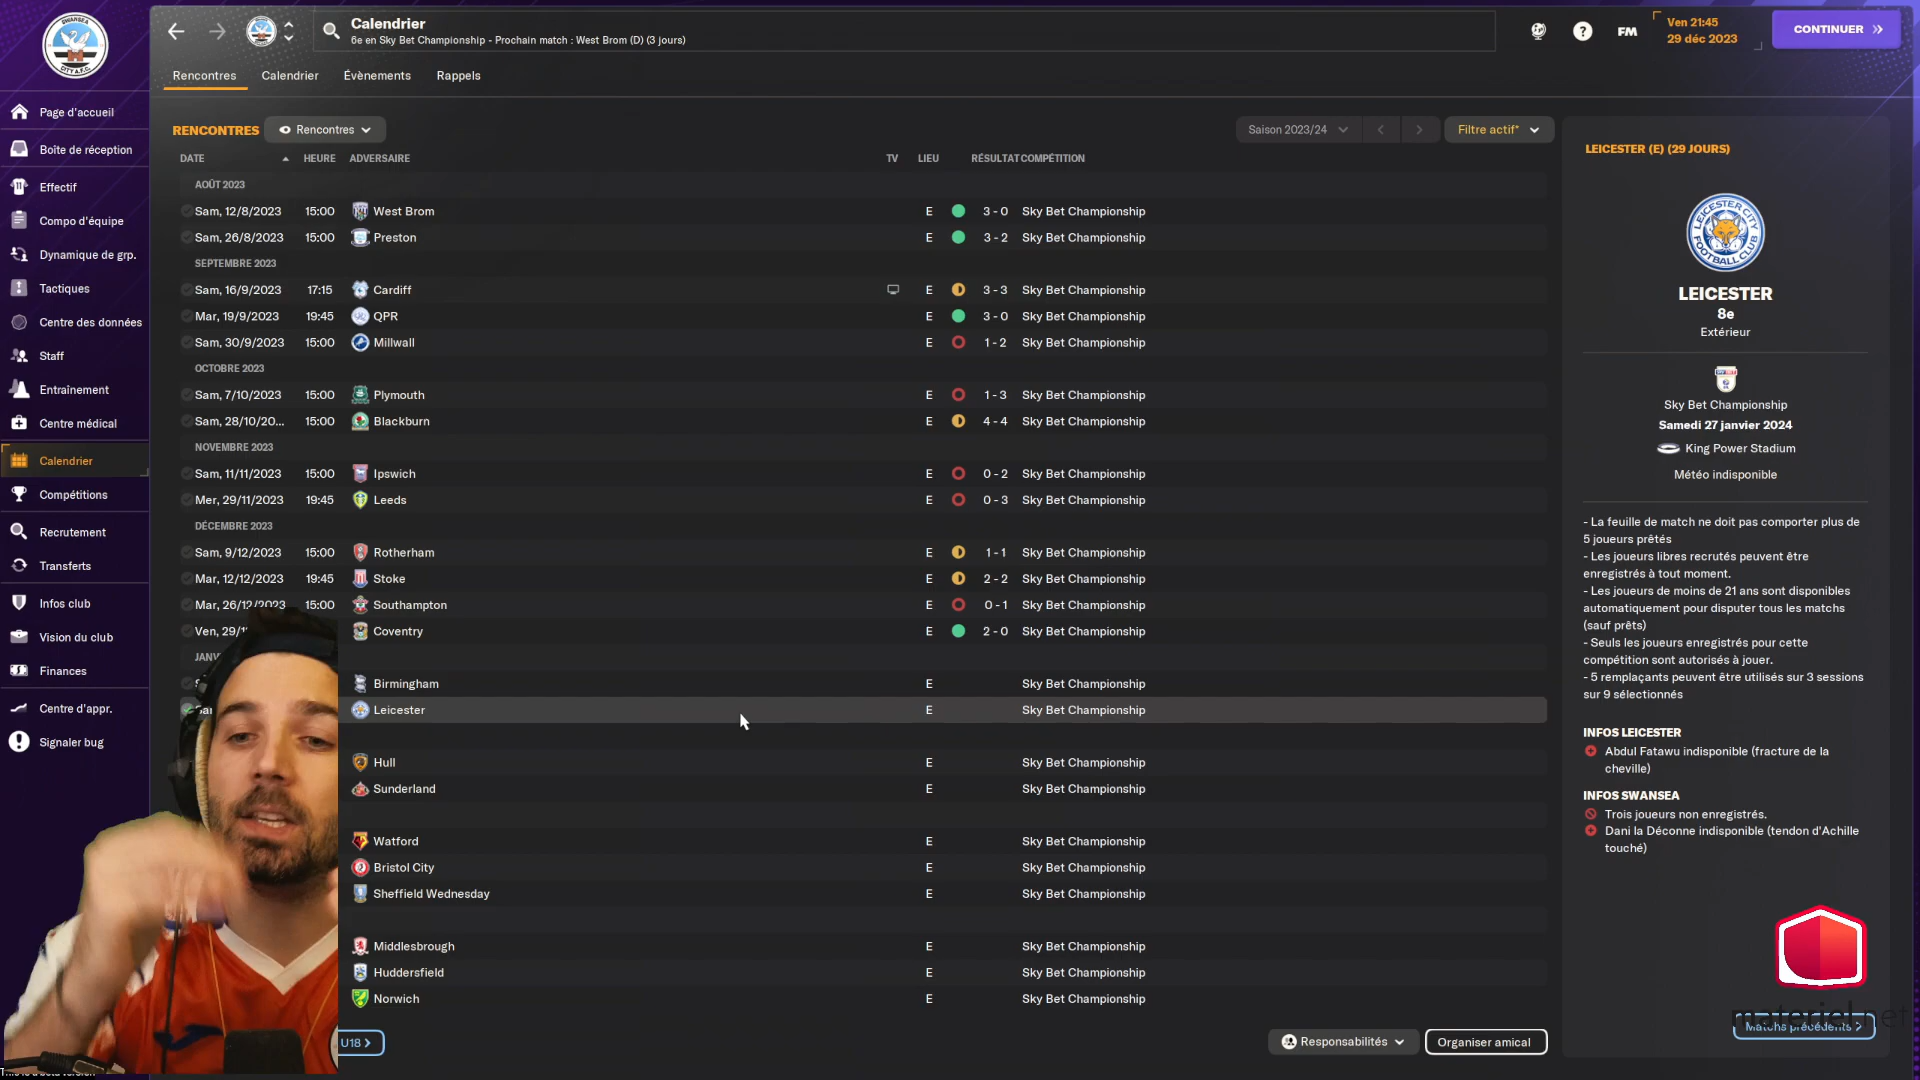 Calendrier
6e en Sky Bet Championship - Prochain match : West Brom (D) (3 jours)
FM
Ven 21:45
29 déc 2023
CONTINUER
SWANSEA
CITY A.F.C.
Rencontres
Calendrier
Évènements
Rappels
Page d'accueil
Boîte de réception
Effectif
Compo d'équipe
Dynamique de grp.
Tactiques
Centre des données
Staff
Entraînement
Centre médical
Calendrier
Compétitions
Recrutement
Transferts
Infos club
Vision du club
Finances
Centre d'appr.
Signaler bug
RENCONTRES
Rencontres
Saison 2023/24
Filtre actif*
DATE HEURE ADVERSAIRE TV LIEU RÉSULTAT COMPÉTITION
AOÛT 2023
Sam, 12/8/2023 15:00 West Brom E 3 - 0 Sky Bet Championship
Sam, 26/8/2023 15:00 Preston E 3 - 2 Sky Bet Championship
SEPTEMBRE 2023
Sam, 16/9/2023 17:15 Cardiff E 3 - 3 Sky Bet Championship
Mar, 19/9/2023 19:45 QPR E 3 - 0 Sky Bet Championship
Sam, 30/9/2023 15:00 Millwall E 1 - 2 Sky Bet Championship
OCTOBRE 2023
Sam, 7/10/2023 15:00 Plymouth E 1 - 3 Sky Bet Championship
Sam, 28/10/20... 15:00 Blackburn E 4 - 4 Sky Bet Championship
NOVEMBRE 2023
Sam, 11/11/2023 15:00 Ipswich E 0 - 2 Sky Bet Championship
Mer, 29/11/2023 19:45 Leeds E 0 - 3 Sky Bet Championship
DÉCEMBRE 2023
Sam, 9/12/2023 15:00 Rotherham E 1 - 1 Sky Bet Championship
Mar, 12/12/2023 19:45 Stoke E 2 - 2 Sky Bet Championship
Mar, 26/12/2023 15:00 Southampton E 0 - 1 Sky Bet Championship
Ven, 29/1 Coventry E 2 - 0 Sky Bet Championship
JANV
Birmingham E Sky Bet Championship
Leicester E Sky Bet Championship
Hull E Sky Bet Championship
Sunderland E Sky Bet Championship
Watford E Sky Bet Championship
Bristol City E Sky Bet Championship
Sheffield Wednesday E Sky Bet Championship
Middlesbrough E Sky Bet Championship
Huddersfield E Sky Bet Championship
Norwich E Sky Bet Championship
U18 >
Responsabilités
Organiser amical
LEICESTER (E) (29 JOURS)
LEICESTER CITY
FOOTBALL CLUB
LEICESTER
8e
Extérieur
Sky Bet Championship
Samedi 27 janvier 2024
King Power Stadium
Météo indisponible
- La feuille de match ne doit pas comporter plus de
5 joueurs prêtés
- Les joueurs libres recrutés peuvent être
enregistrés à tout moment.
- Les joueurs de moins de 21 ans sont disponibles
automatiquement pour disputer tous les matchs
(sauf prêts)
- Seuls les joueurs enregistrés pour cette
compétition sont autorisés à jouer.
- 5 remplaçants peuvent être utilisés sur 3 sessions
sur 9 sélectionnés
INFOS LEICESTER
Abdul Fatawu indisponible (fracture de la
cheville)
INFOS SWANSEA
Trois joueurs non enregistrés.
Dani la Déconne indisponible (tendon d'Achille
touché)
materiel.net
Matchs précédents >